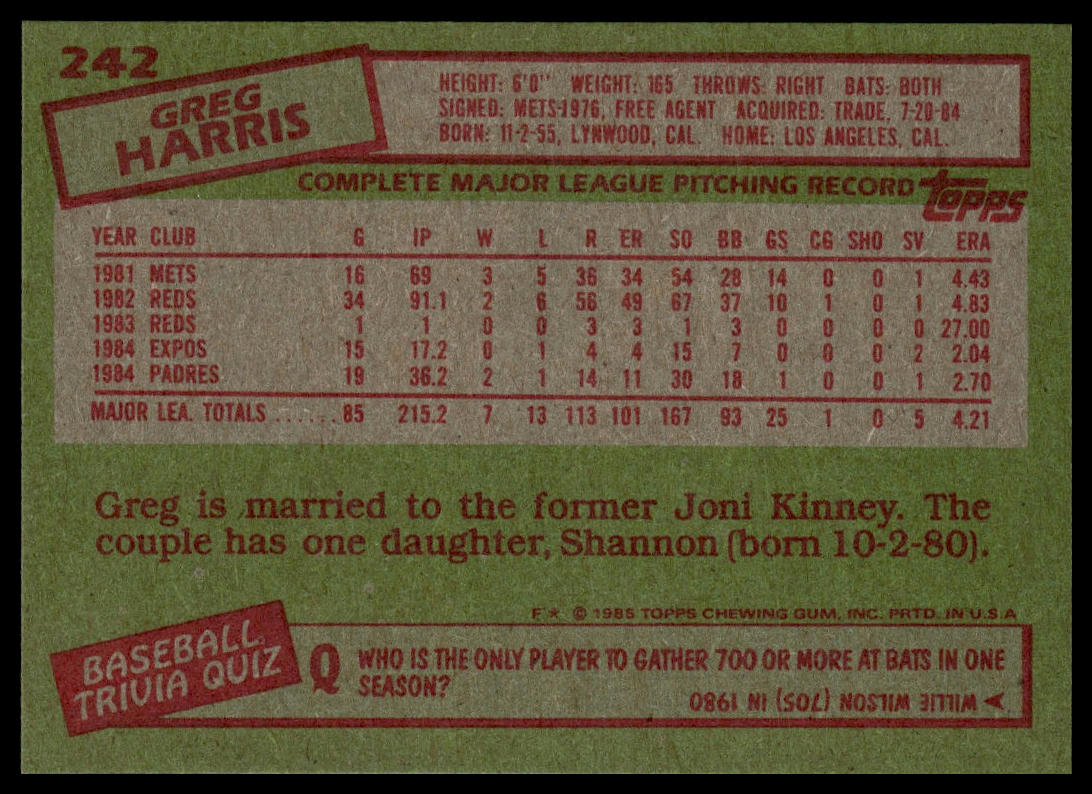 242
GREG
HARRIS
HEIGHT: 6'0" WEIGHT: 165 THROWS: RIGHT BATS: BOTH
SIGNED: METS-1976, FREE AGENT ACQUIRED: TRADE, 7-20-84
BORN: 11-2-55, LYNWOOD, CAL. HOME: LOS ANGELES, CAL.
COMPLETE MAJOR LEAGUE PITCHING RECORD
topps
YEAR CLUB G IP W L R ER SO BB GS CG SHO SV ERA
1981 METS 16 69 3 5 36 34 54 28 14 0 0 1 4.43
1982 REDS 34 91.1 2 6 56 49 67 37 10 1 0 1 4.83
1983 REDS 1 1 0 0 3 3 1 3 0 0 0 0 27.00
1984 EXPOS 15 17.2 0 1 4 4 15 7 0 0 0 2 2.04
1984 PADRES 19 36.2 2 1 14 11 30 18 1 0 0 1 2.70
MAJOR LEA. TOTALS ...... 85 215.2 7 13 113 101 167 93 25 1 0 5 4.21
Greg is married to the former Joni Kinney. The
couple has one daughter, Shannon (born 10-2-80).
F★ © 1985 TOPPS CHEWING GUM, INC. PRTD. IN U.S.A
BASEBALL
TRIVIA QUIZ
Q WHO IS THE ONLY PLAYER TO GATHER 700 OR MORE AT BATS IN ONE
SEASON?
WILLIE WILSON (705) IN 1980